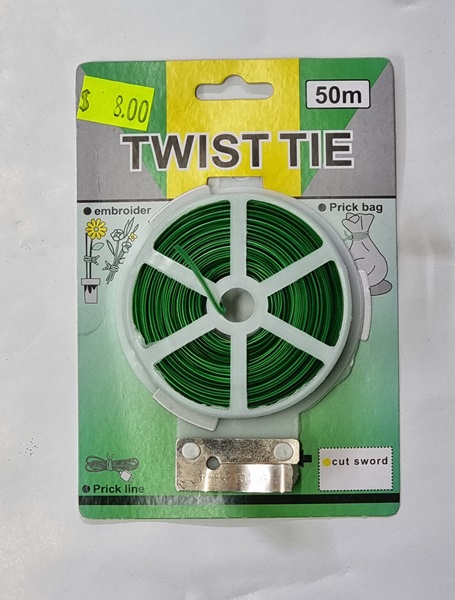 $ 8.00
50m
TWIST TIE
embroider
Prick bag
Prick line
cut sword